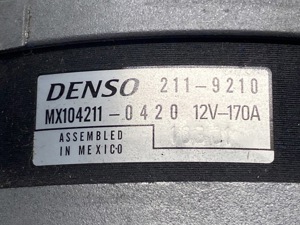 DENSO 211-9210
MX104211-0420 12V-170A
ASSEMBLED
IN MEXICO